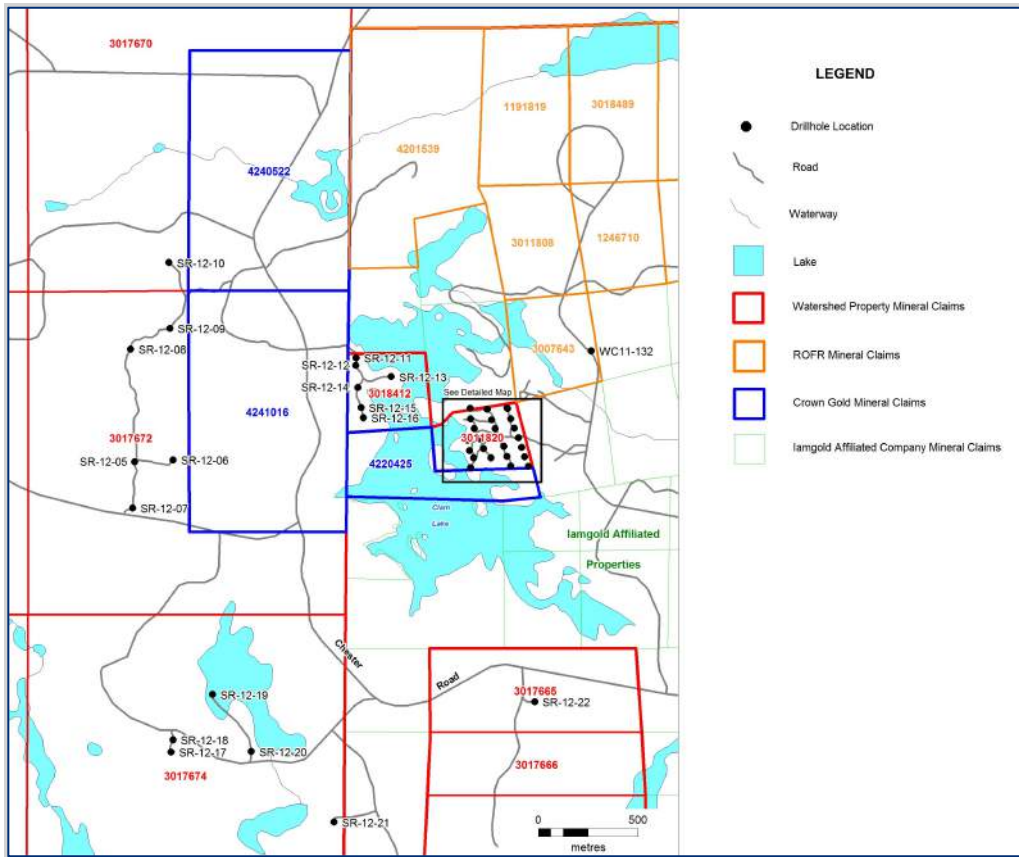 3017670
1191819
3018489
4201539
4240522
3011808
1246710
SR-12-10
SR-12-09
SR-12-08
3007643
WC11-132
SR-12-11
SR-12-12
SR-12-13
SR-12-14
3018412
See Detailed Map
SR-12-15
SR-12-16
4241016
3017672
3011820
SR-12-05
SR-12-06
4220425
SR-12-07
Clam
Lake
Iamgold Affiliated
Properties
Chester
Road
3017665
SR-12-19
SR-12-22
SR-12-18
SR-12-17
SR-12-20
3017674
3017666
SR-12-21
0
500
metres
LEGEND
Drillhole Location
Road
Waterway
Lake
Watershed Property Mineral Claims
ROFR Mineral Claims
Crown Gold Mineral Claims
Iamgold Affiliated Company Mineral Claims